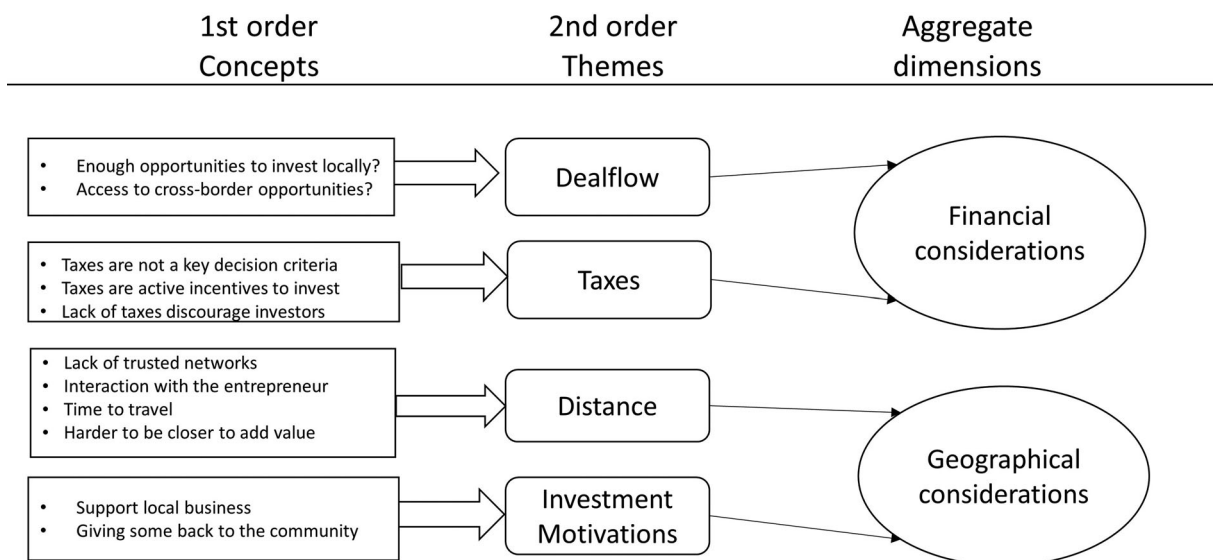 1st order
Concepts
2nd order
Themes
Aggregate
dimensions
• Enough opportunities to invest locally?
• Access to cross-border opportunities?
Dealflow
Financial
considerations
• Taxes are not a key decision criteria
• Taxes are active incentives to invest
• Lack of taxes discourage investors
Taxes
• Lack of trusted networks
• Interaction with the entrepreneur
• Time to travel
• Harder to be closer to add value
Distance
Geographical
considerations
• Support local business
• Giving some back to the community
Investment
Motivations